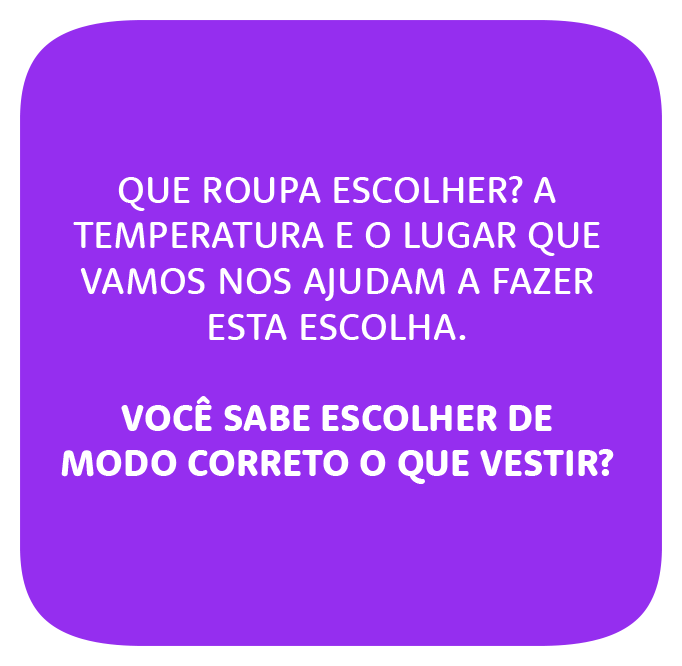 QUE ROUPA ESCOLHER? A
TEMPERATURA E O LUGAR QUE
VAMOS NOS AJUDAM A FAZER
ESTA ESCOLHA.
VOCÊ SABE ESCOLHER DE
MODO CORRETO O QUE VESTIR?